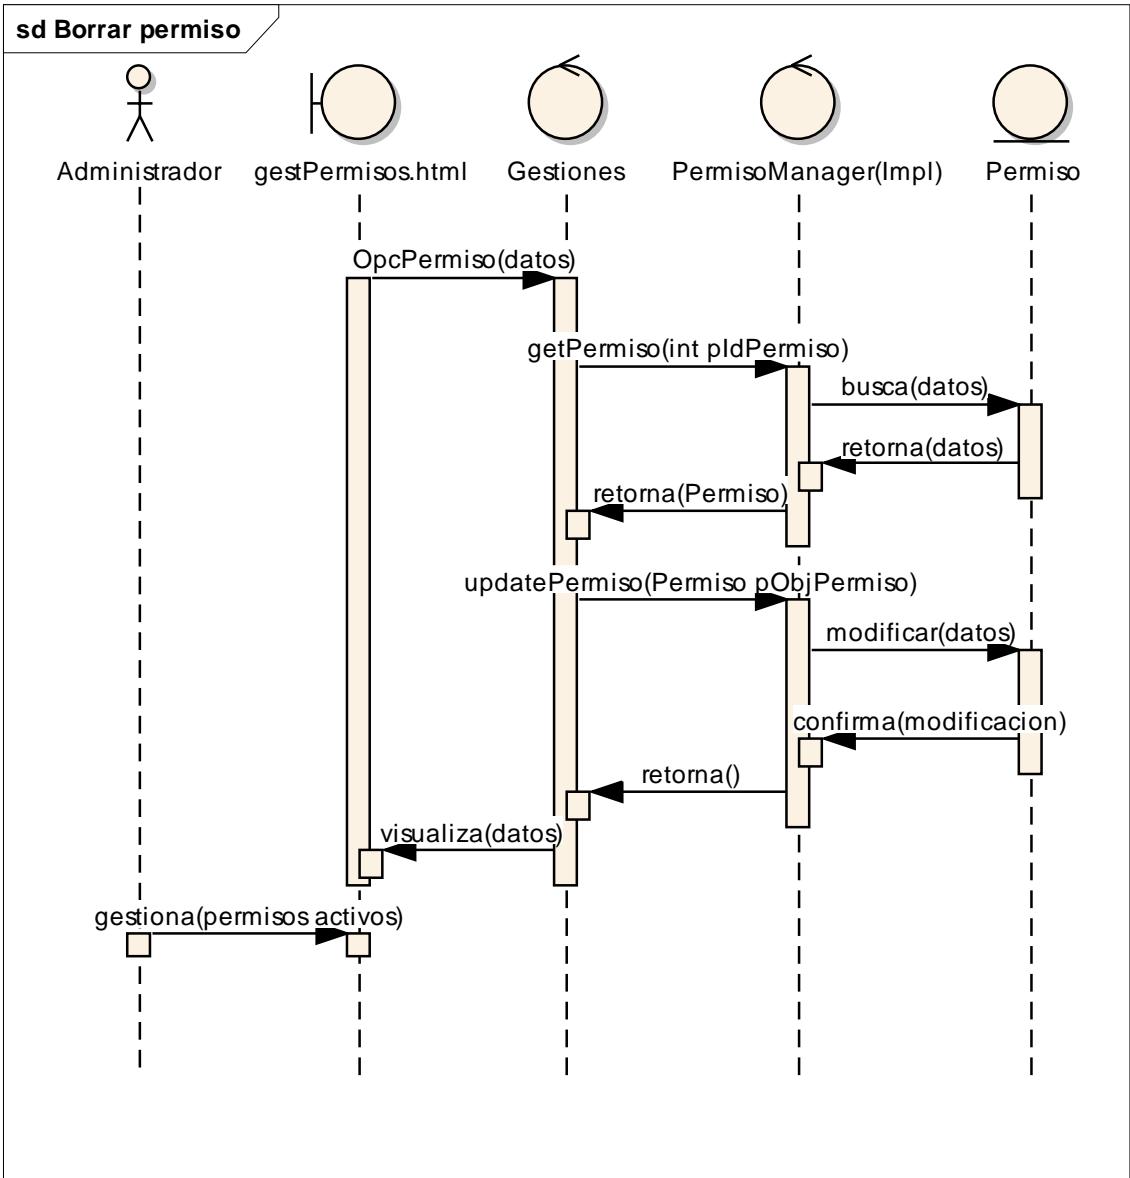 sd Borrar permiso
Administrador
gestPermisos.html
Gestiones
PermisoManager(Impl)
Permiso
OpcPermiso(datos)
getPermiso(int pIdPermiso)
busca(datos)
retorna(datos)
retorna(Permiso)
updatePermiso(Permiso pObjPermiso)
modificar(datos)
confirma(modificacion)
retorna()
visualiza(datos)
gestiona(permisos activos)